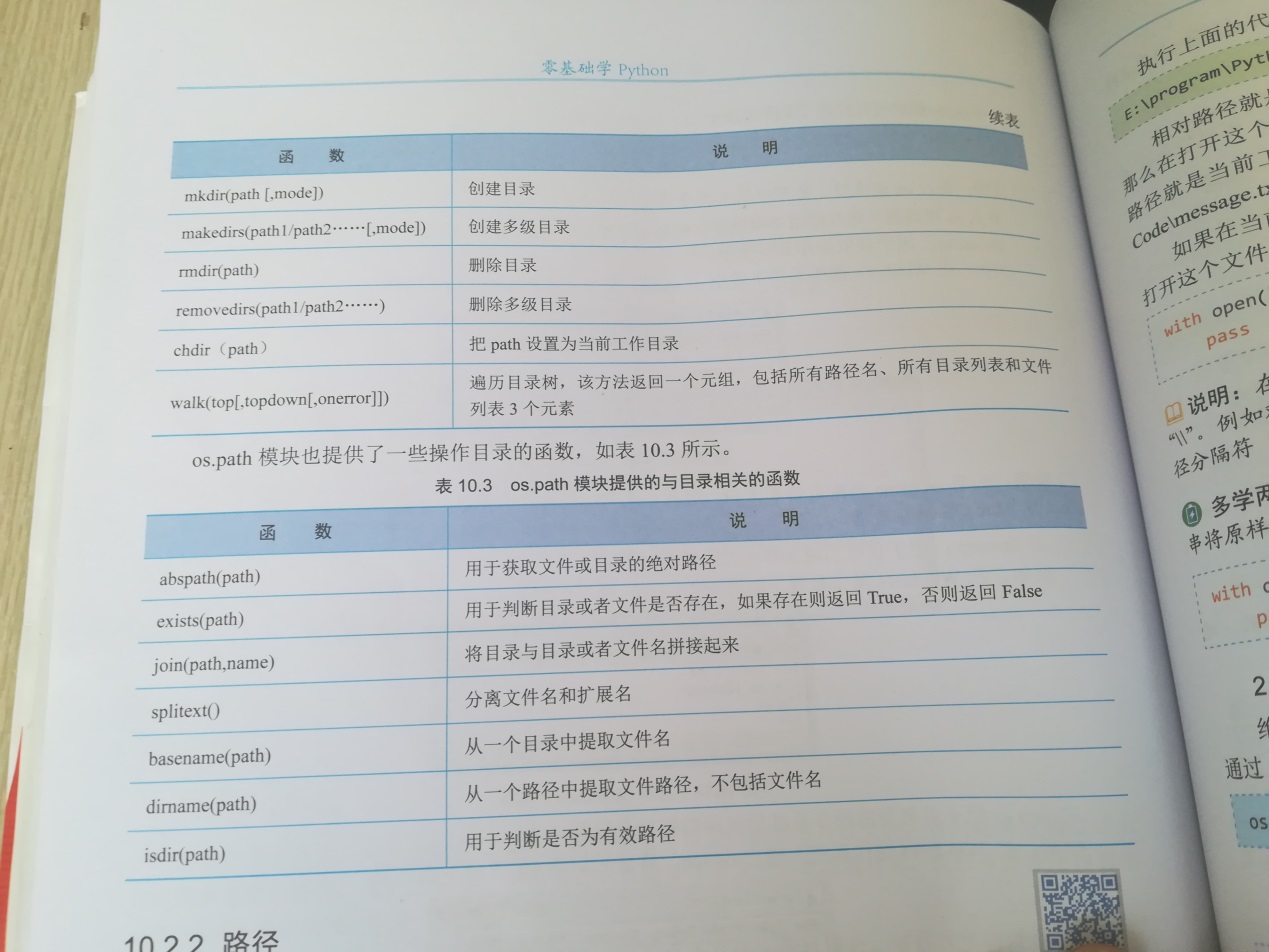 零基础学 Python
续表
函 数 说 明
mkdir(path [,mode]) 创建目录
makedirs(path1/path2……[,mode]) 创建多级目录
rmdir(path) 删除目录
removedirs(path1/path2……) 删除多级目录
chdir（path） 把 path 设置为当前工作目录
walk(top[,topdown[,onerror]]) 遍历目录树，该方法返回一个元组，包括所有路径名、所有目录列表和文件
列表 3 个元素
os.path 模块也提供了一些操作目录的函数，如表 10.3 所示。
表 10.3 os.path 模块提供的与目录相关的函数
函 数 说 明
abspath(path) 用于获取文件或目录的绝对路径
exists(path) 用于判断目录或者文件是否存在，如果存在则返回 True，否则返回 False
join(path,name) 将目录与目录或者文件名拼接起来
splitext() 分离文件名和扩展名
basename(path) 从一个目录中提取文件名
dirname(path) 从一个路径中提取文件路径，不包括文件名
isdir(path) 用于判断是否为有效路径
10.2.2 路径
执行上面的代
E:\program\Pyth
相对路径就是
那么在打开这个
路径就是当前工
Code\message.tx
如果在当前
打开这个文件
with open(
pass
说明：在
“\\”。例如
径分隔符
多学两
串将原样
with
2
通过
os